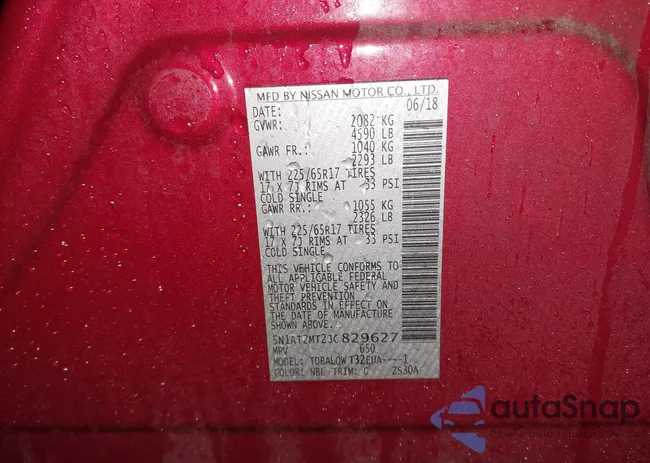 MFD BY NISSAN MOTOR CO., LTD.
DATE: 06/18
GVWR: 2082 KG
4590 LB
GAWR FR.: 1040 KG
2293 LB
WITH 225/65R17 TIRES
17 X 7J RIMS AT 33 PSI
COLD SINGLE
GAWR RR.: 1055 KG
2326 LB
WITH 225/65R17 TIRES
17 X 7J RIMS AT 33 PSI
COLD SINGLE
THIS VEHICLE CONFORMS TO
ALL APPLICABLE FEDERAL
MOTOR VEHICLE SAFETY AND
THEFT PREVENTION
STANDARDS IN EFFECT ON
THE DATE OF MANUFACTURE
SHOWN ABOVE.
5N1AT2MT2JC829627
MPV 650
MODEL: TDBALQWT32EUA----I
COLOR: NBL TRIM: G ZS30A
autoSnap